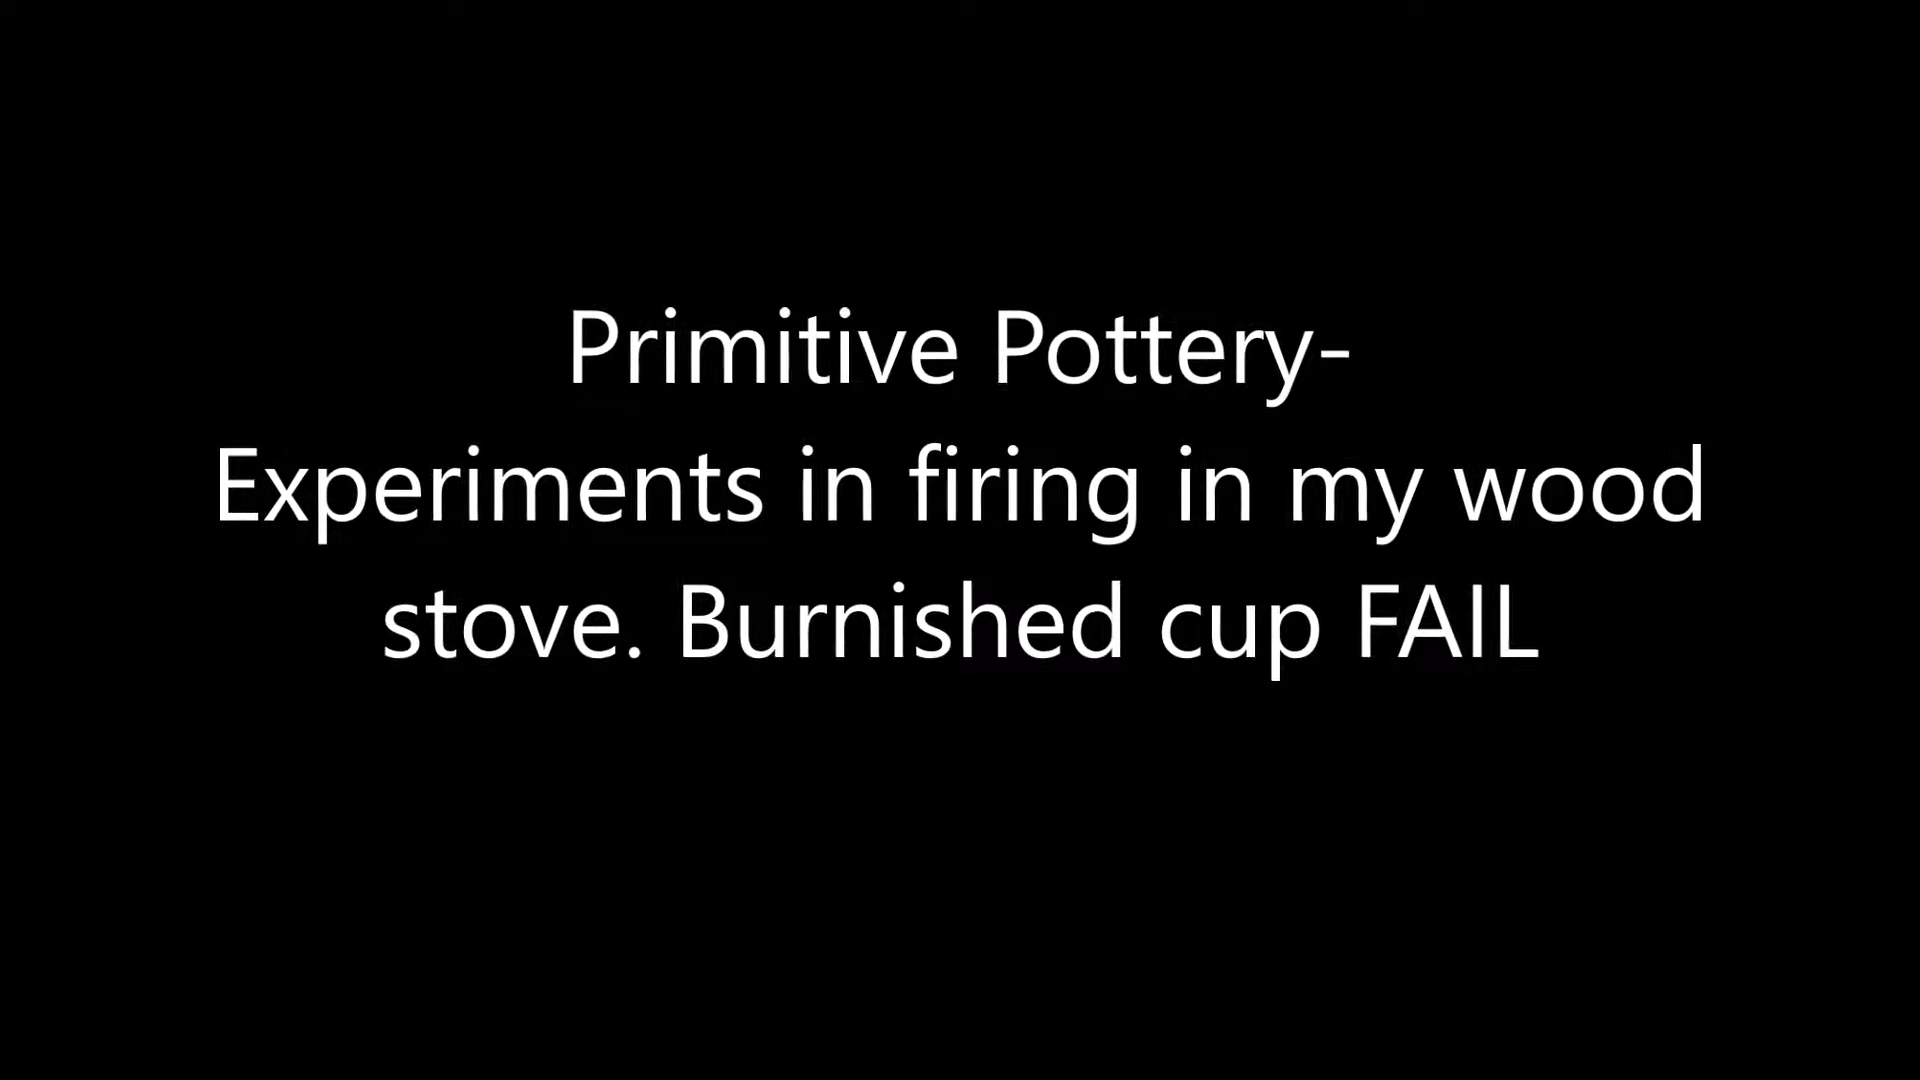 Primitive Pottery-
Experiments in firing in my wood
stove. Burnished cup FAIL